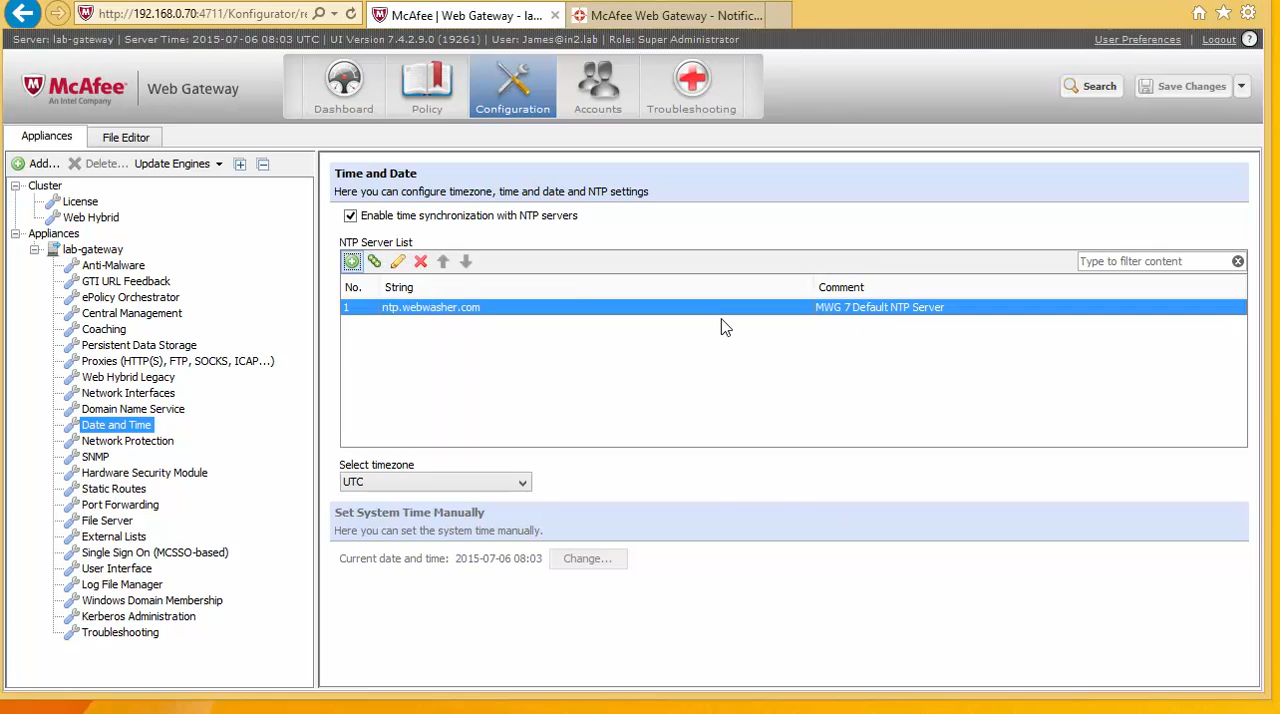 http://192.168.0.70:4711/Konfigurator/re
McAfee | Web Gateway - la...
McAfee Web Gateway - Notific...
Server: lab-gateway | Server Time: 2015-07-06 08:03 UTC | UI Version 7.4.2.9.0 (19261) | User: James@in2.lab | Role: Super Administrator
User Preferences | Logout ?
McAfee
An Intel Company
Web Gateway
Dashboard
Policy
Configuration
Accounts
Troubleshooting
Search
Save Changes
Appliances
File Editor
Add...
Delete...
Update Engines
Cluster
License
Web Hybrid
Appliances
lab-gateway
Anti-Malware
GTI URL Feedback
ePolicy Orchestrator
Central Management
Coaching
Persistent Data Storage
Proxies (HTTP(S), FTP, SOCKS, ICAP...)
Web Hybrid Legacy
Network Interfaces
Domain Name Service
Date and Time
Network Protection
SNMP
Hardware Security Module
Static Routes
Port Forwarding
File Server
External Lists
Single Sign On (MCSSO-based)
User Interface
Log File Manager
Windows Domain Membership
Kerberos Administration
Troubleshooting
Time and Date
Here you can configure timezone, time and date and NTP settings
Enable time synchronization with NTP servers
NTP Server List
Type to filter content
No. String Comment
1 ntp.webwasher.com MWG 7 Default NTP Server
Select timezone
UTC
Set System Time Manually
Here you can set the system time manually.
Current date and time: 2015-07-06 08:03 Change...